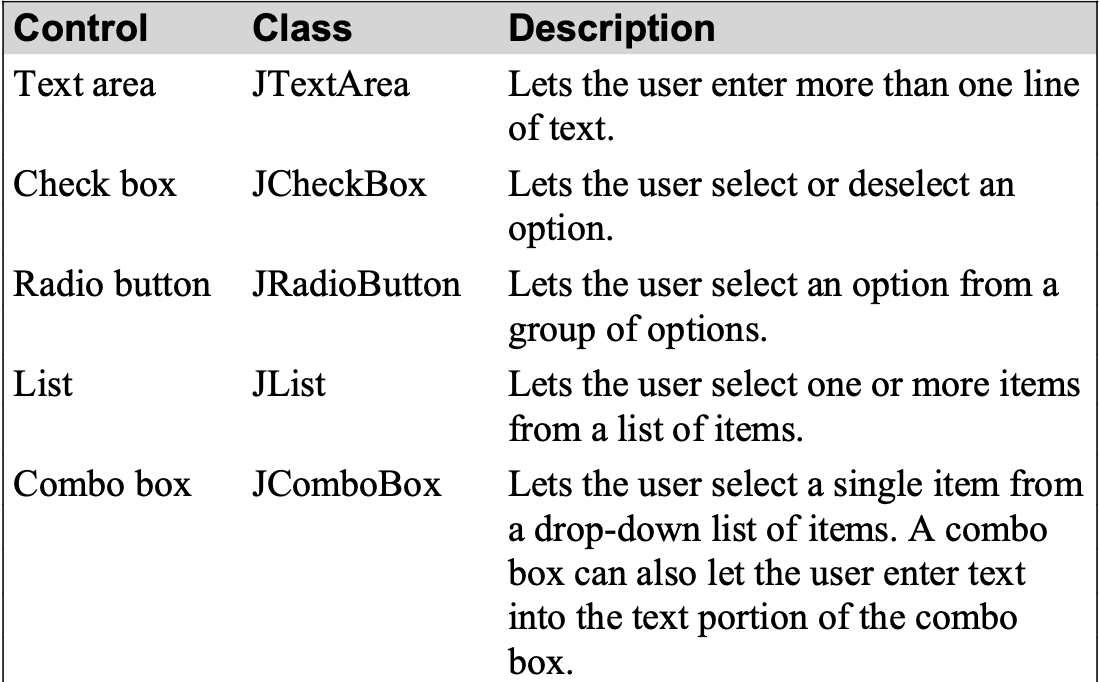 Control Class Description
Text area JTextArea Lets the user enter more than one line
of text.
Check box JCheckBox Lets the user select or deselect an
option.
Radio button JRadioButton Lets the user select an option from a
group of options.
List JList Lets the user select one or more items
from a list of items.
Combo box JComboBox Lets the user select a single item from
a drop-down list of items. A combo
box can also let the user enter text
into the text portion of the combo
box.